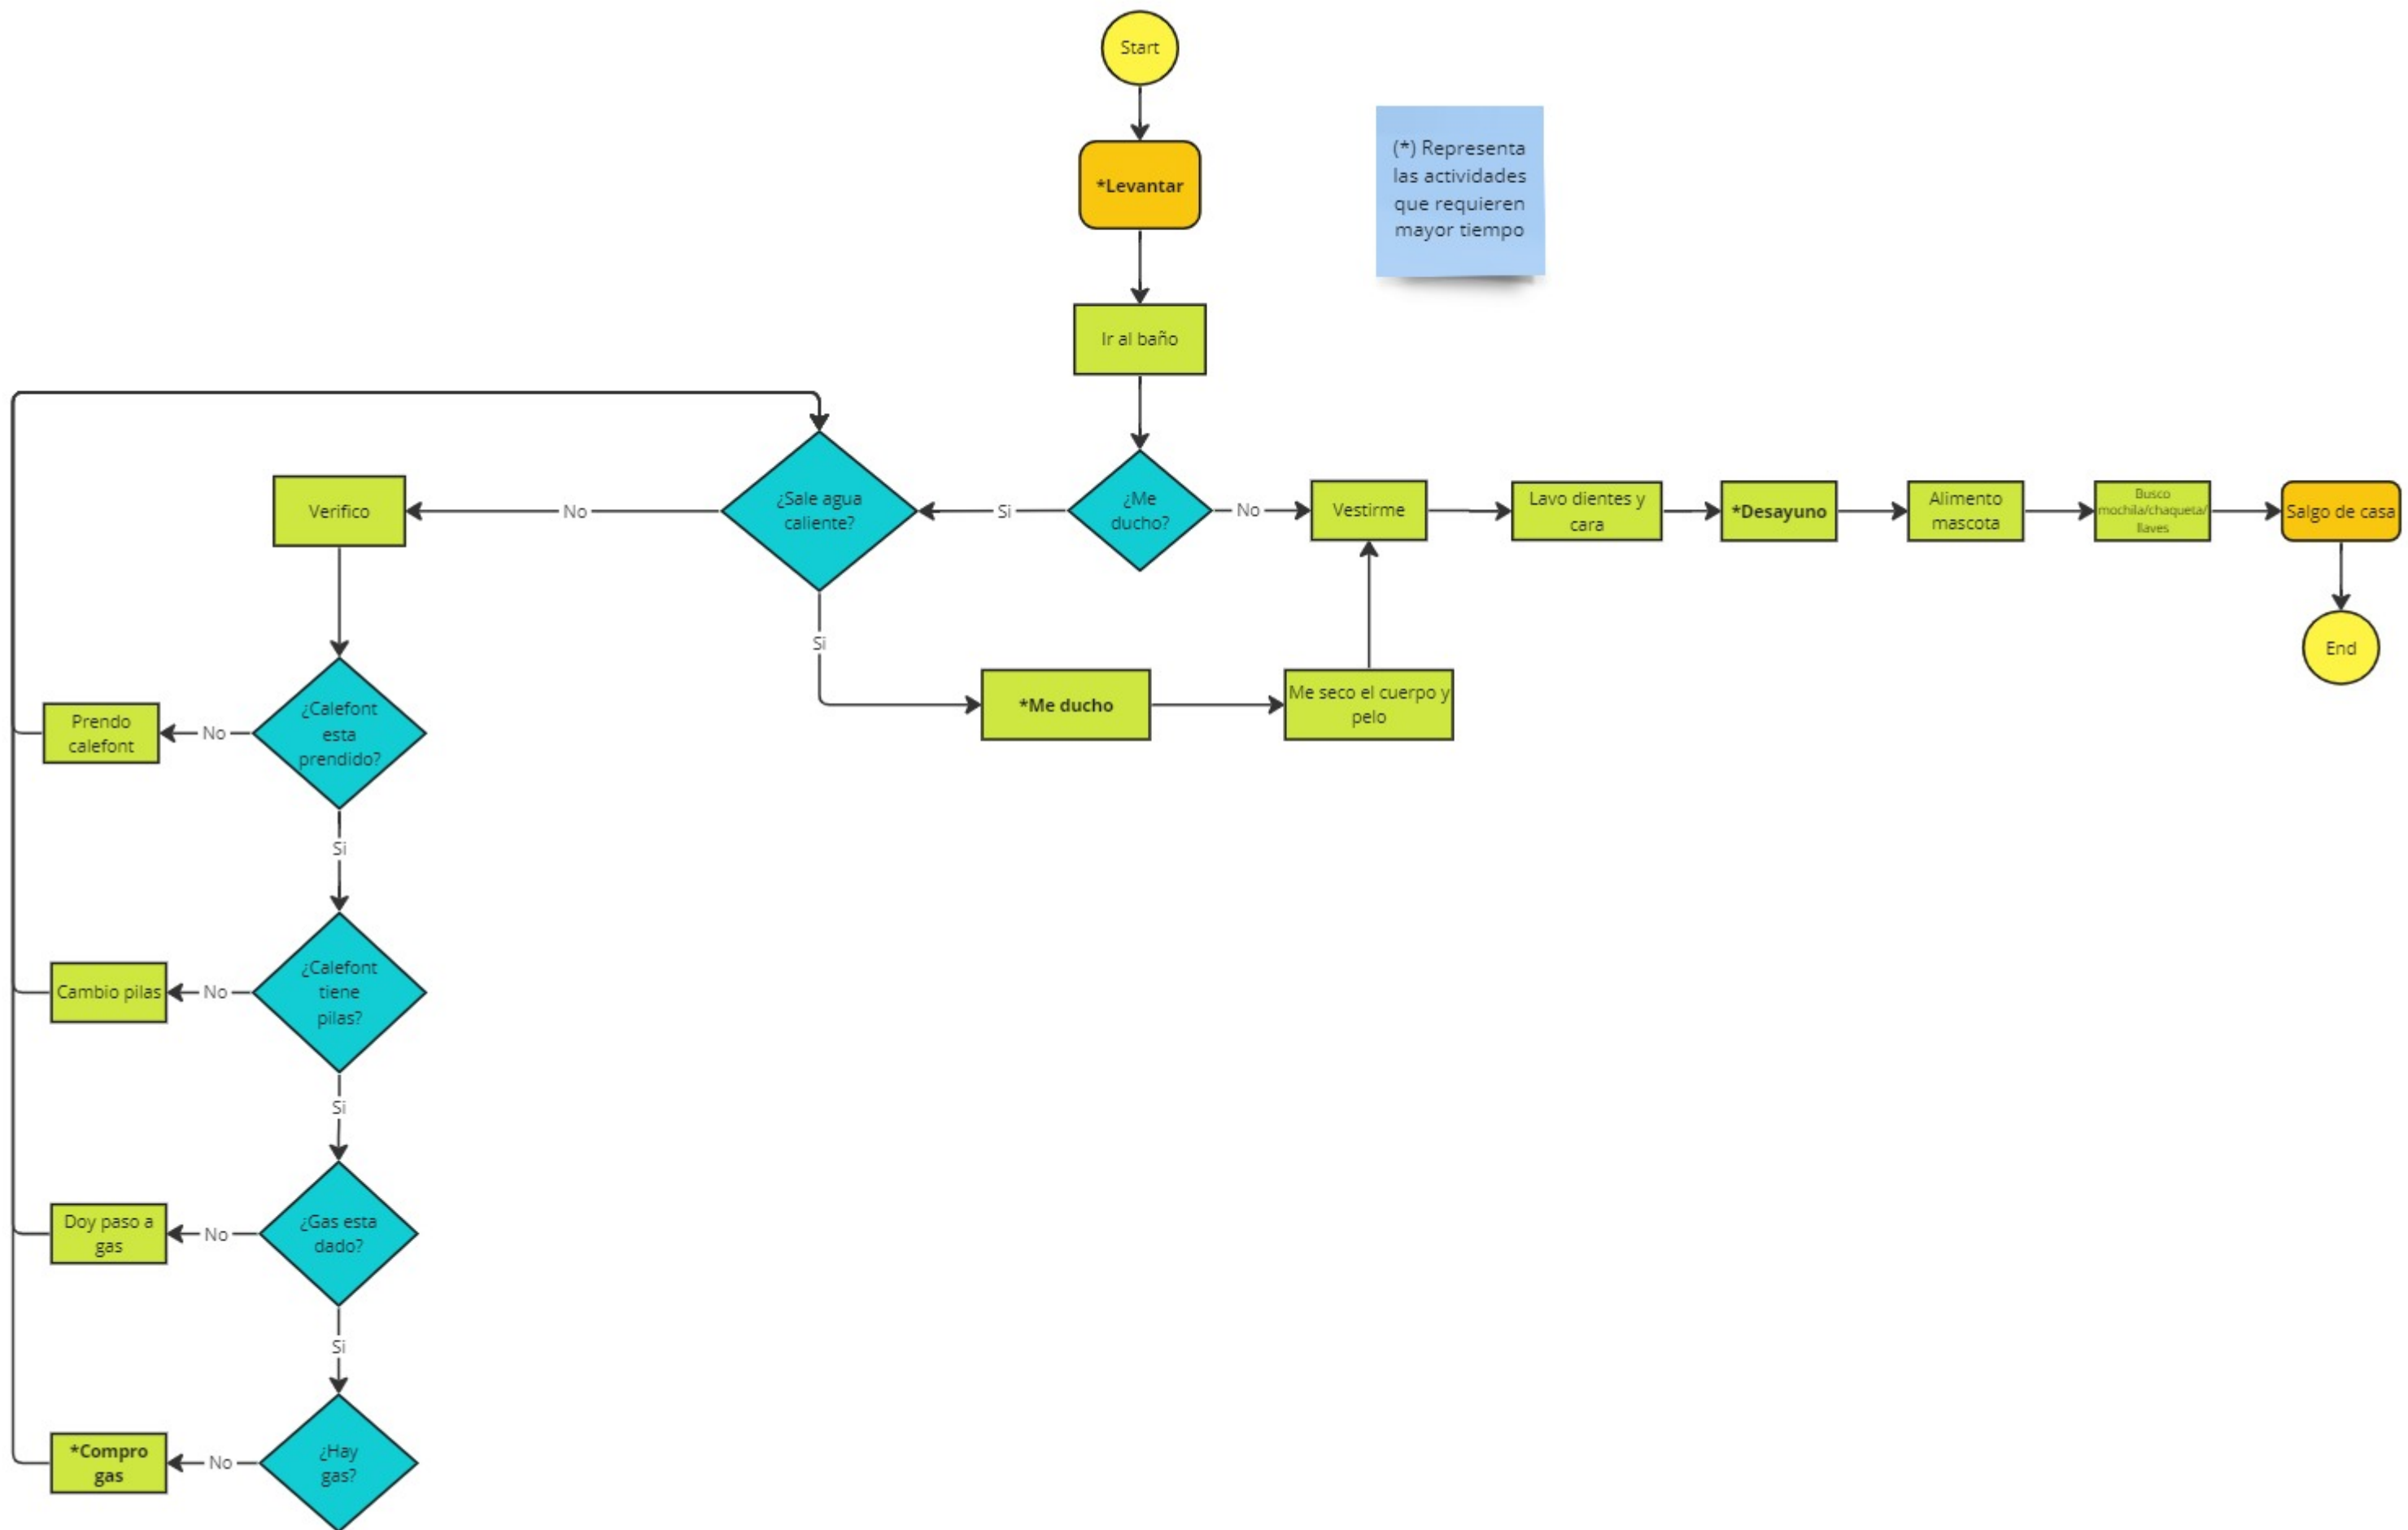 Start
*Levantar
(*) Representa
las actividades
que requieren
mayor tiempo
Ir al baño
Verifico
No
¿Sale agua
caliente?
Si
¿Me
ducho?
No
Vestirme
Lavo dientes y
cara
*Desayuno
Alimento
mascota
Busco
mochila/chaqueta/
llaves
Salgo de casa
End
Si
*Me ducho
Me seco el cuerpo y
pelo
Prendo
calefont
No
¿Calefont
esta
prendido?
Si
Cambio pilas
No
¿Calefont
tiene
pilas?
Si
Doy paso a
gas
No
¿Gas esta
dado?
Si
*Compro
gas
No
¿Hay
gas?